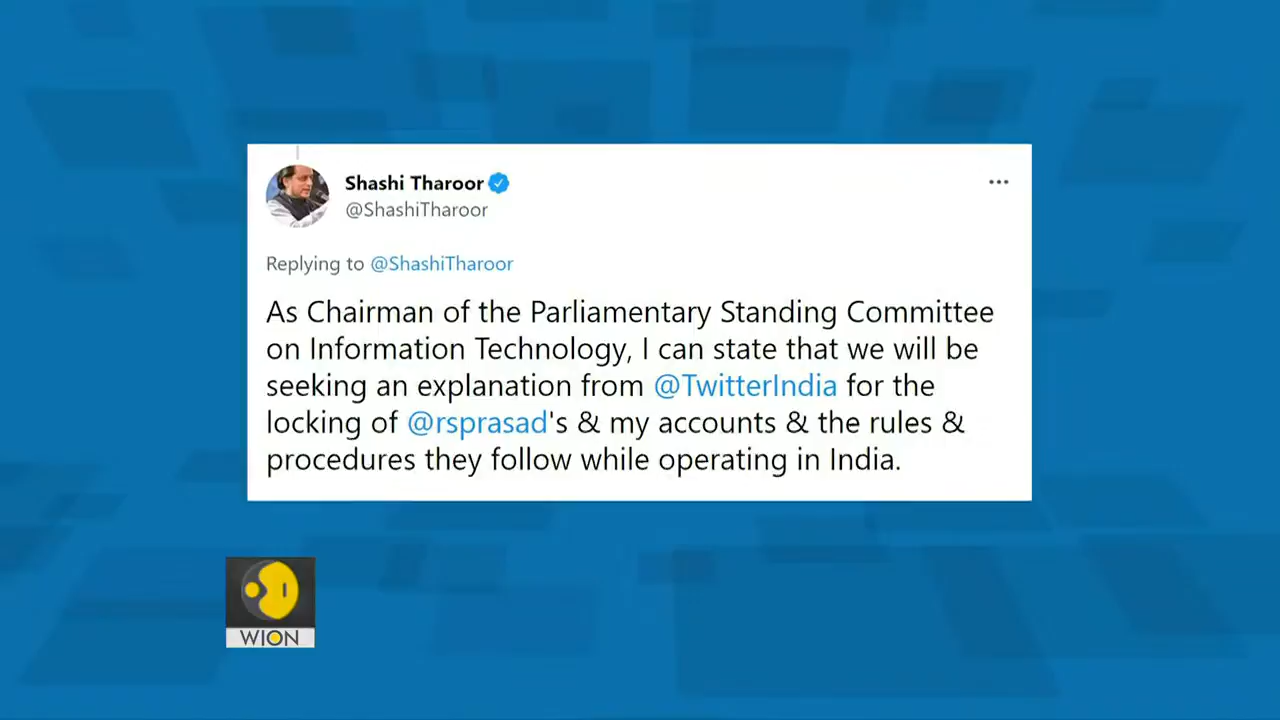 Shashi Tharoor
@ShashiTharoor
Replying to @ShashiTharoor
As Chairman of the Parliamentary Standing Committee
on Information Technology, I can state that we will be
seeking an explanation from @TwitterIndia for the
locking of @rsprasad's & my accounts & the rules &
procedures they follow while operating in India.
WION